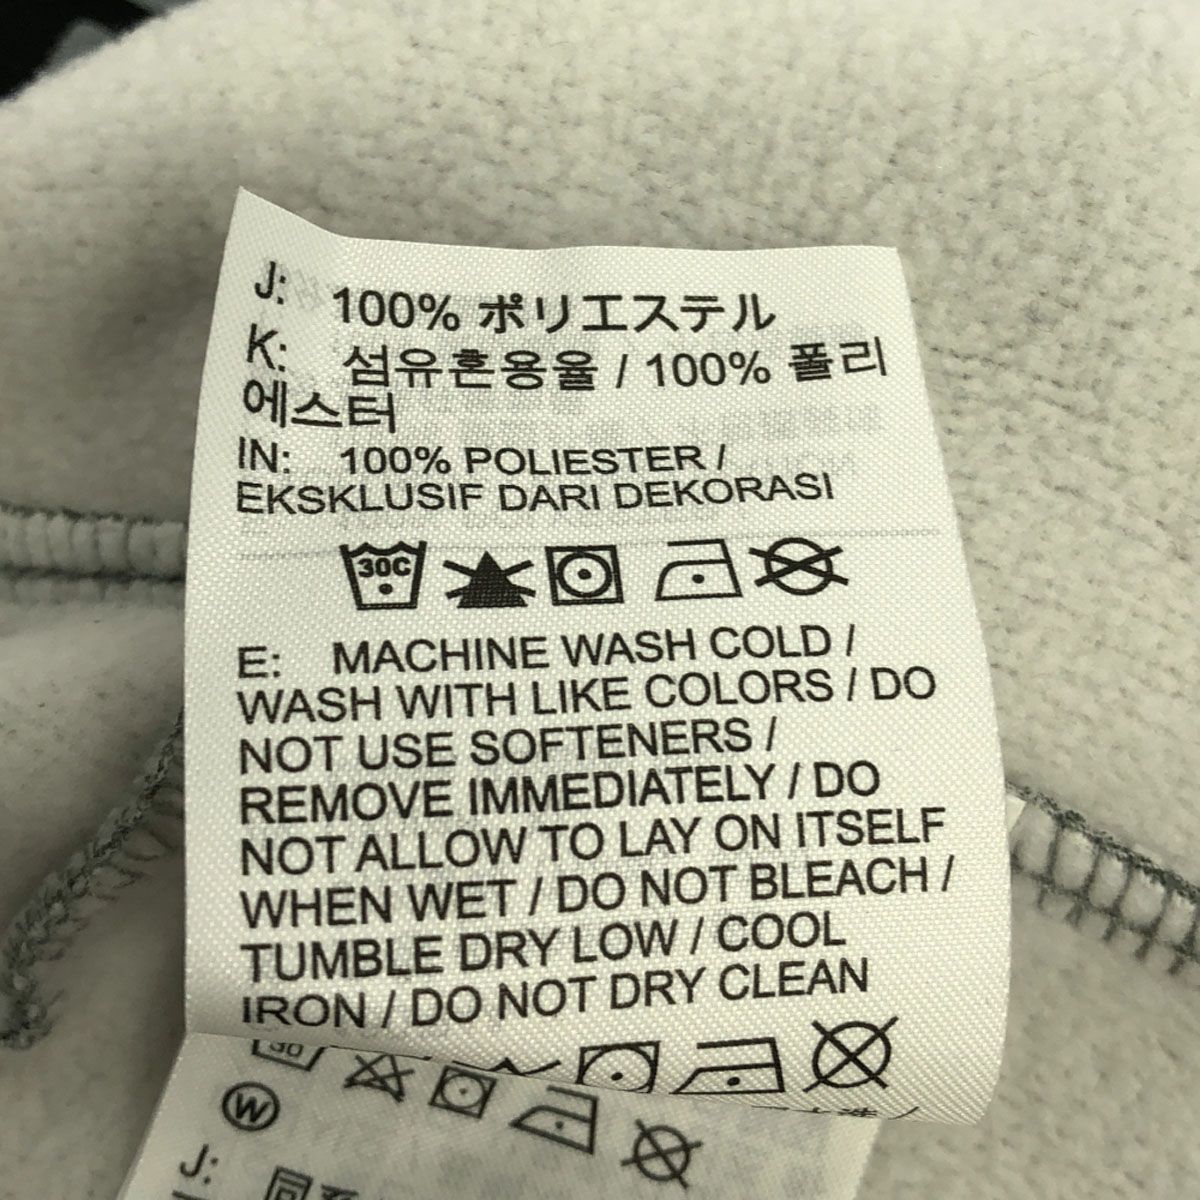 J: 100% ポリエステル
K: 섬유혼용율 / 100% 폴리
에스터
IN: 100% POLIESTER /
EKSKLUSIF DARI DEKORASI
30C
E: MACHINE WASH COLD /
WASH WITH LIKE COLORS / DO
NOT USE SOFTENERS /
REMOVE IMMEDIATELY / DO
NOT ALLOW TO LAY ON ITSELF
WHEN WET / DO NOT BLEACH /
TUMBLE DRY LOW / COOL
IRON / DO NOT DRY CLEAN
30
W
J: